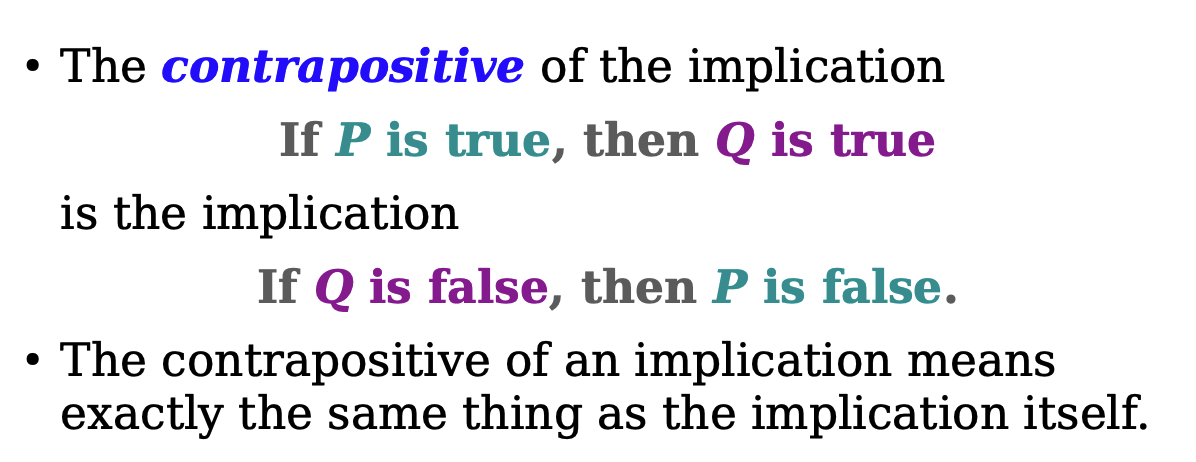 • The contrapositive of the implication
If P is true, then Q is true
is the implication
If Q is false, then P is false.
• The contrapositive of an implication means
exactly the same thing as the implication itself.